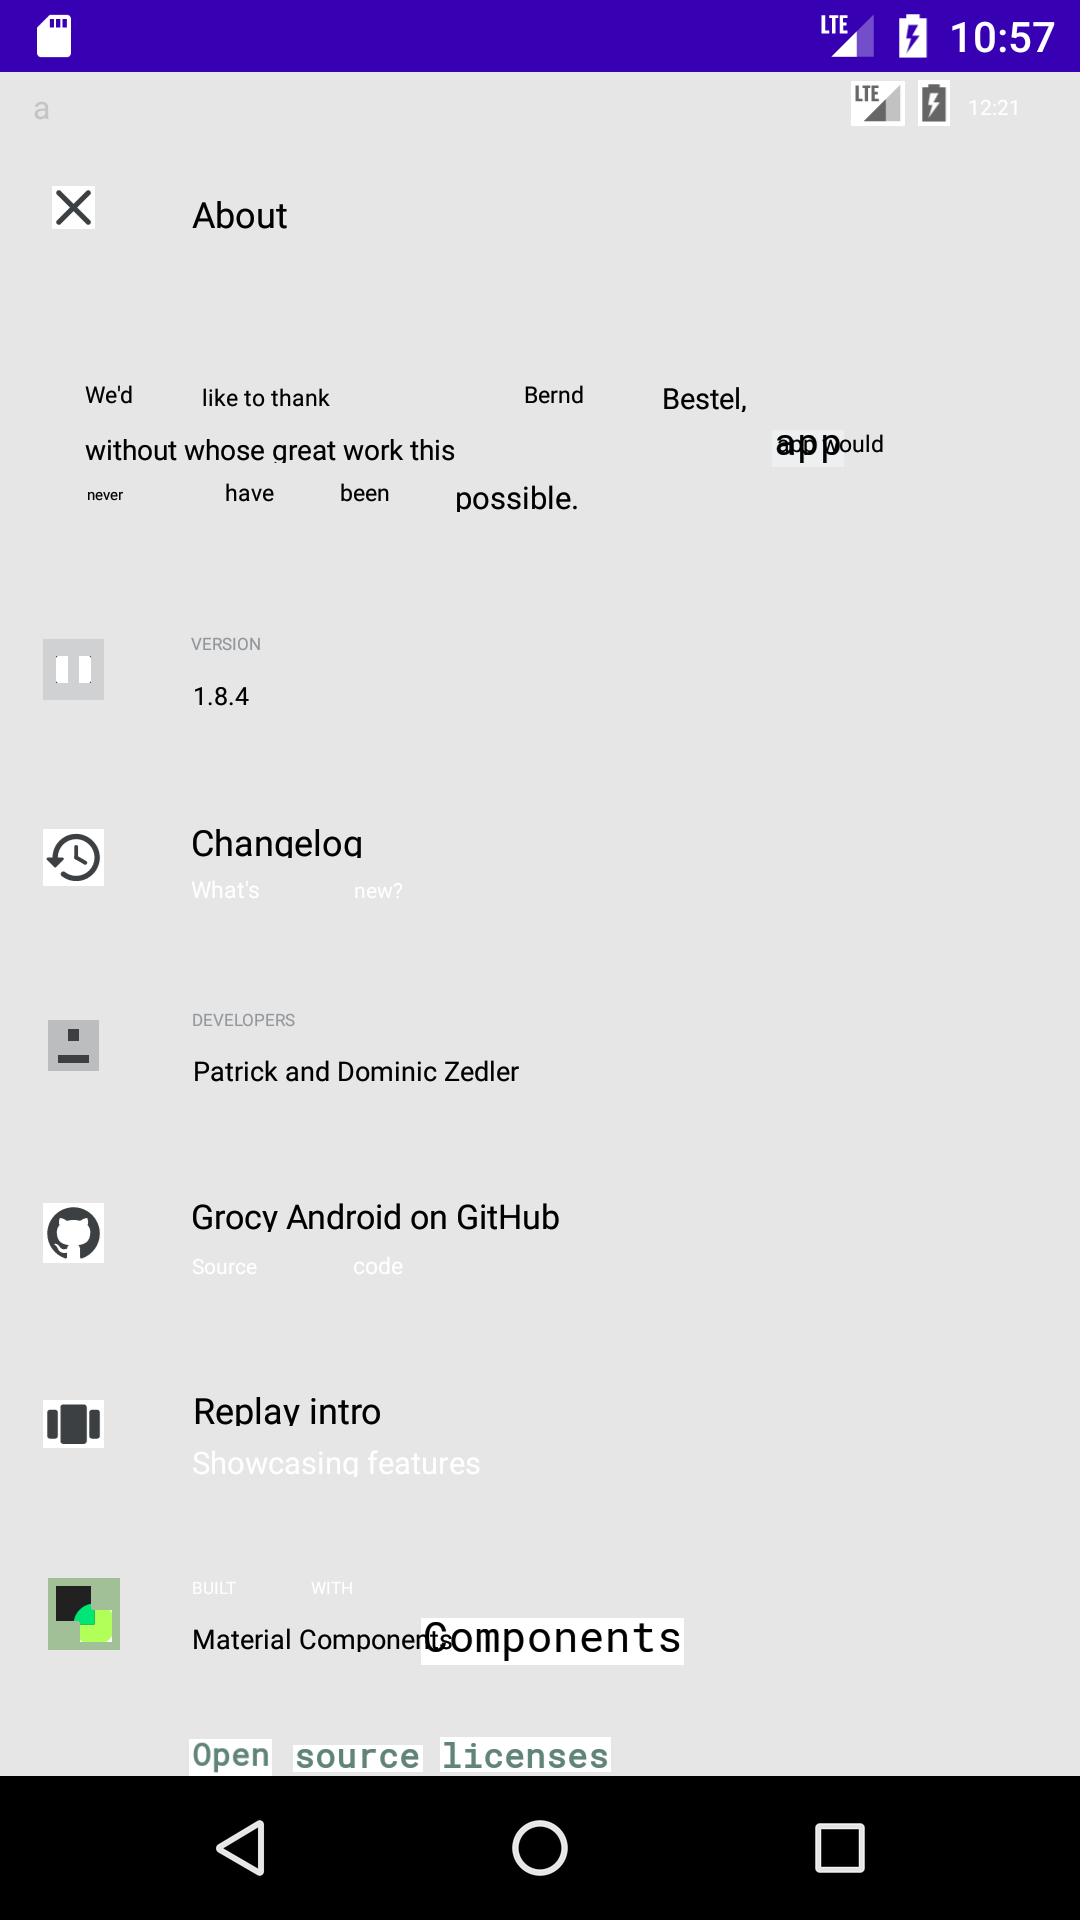 LTE 10:57
a LTE 12:21
About
We'd like to thank Bernd Bestel,
without whose great work this app would
never have been possible.
VERSION
1.8.4
Changelog
What's new?
DEVELOPERS
Patrick and Dominic Zedler
Grocy Android on GitHub
Source code
Replay intro
Showcasing features
BUILT WITH
Material Components Components
Open source licenses